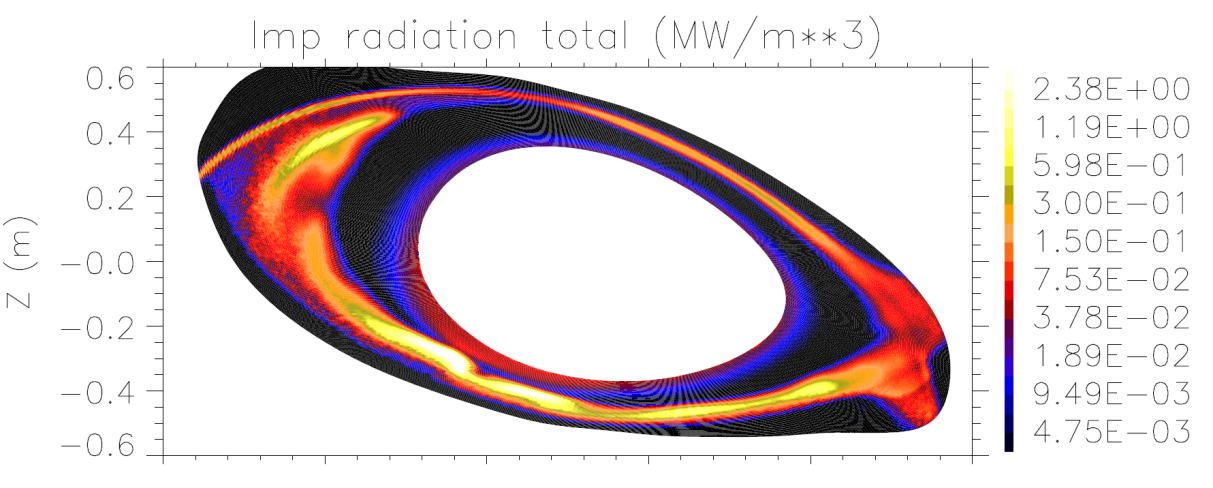 Imp radiation total (MW/m**3)
0.6
0.4
0.2
−0.0
−0.2
−0.4
−0.6
Z (m)
2.38E+00
1.19E+00
5.98E−01
3.00E−01
1.50E−01
7.53E−02
3.78E−02
1.89E−02
9.49E−03
4.75E−03